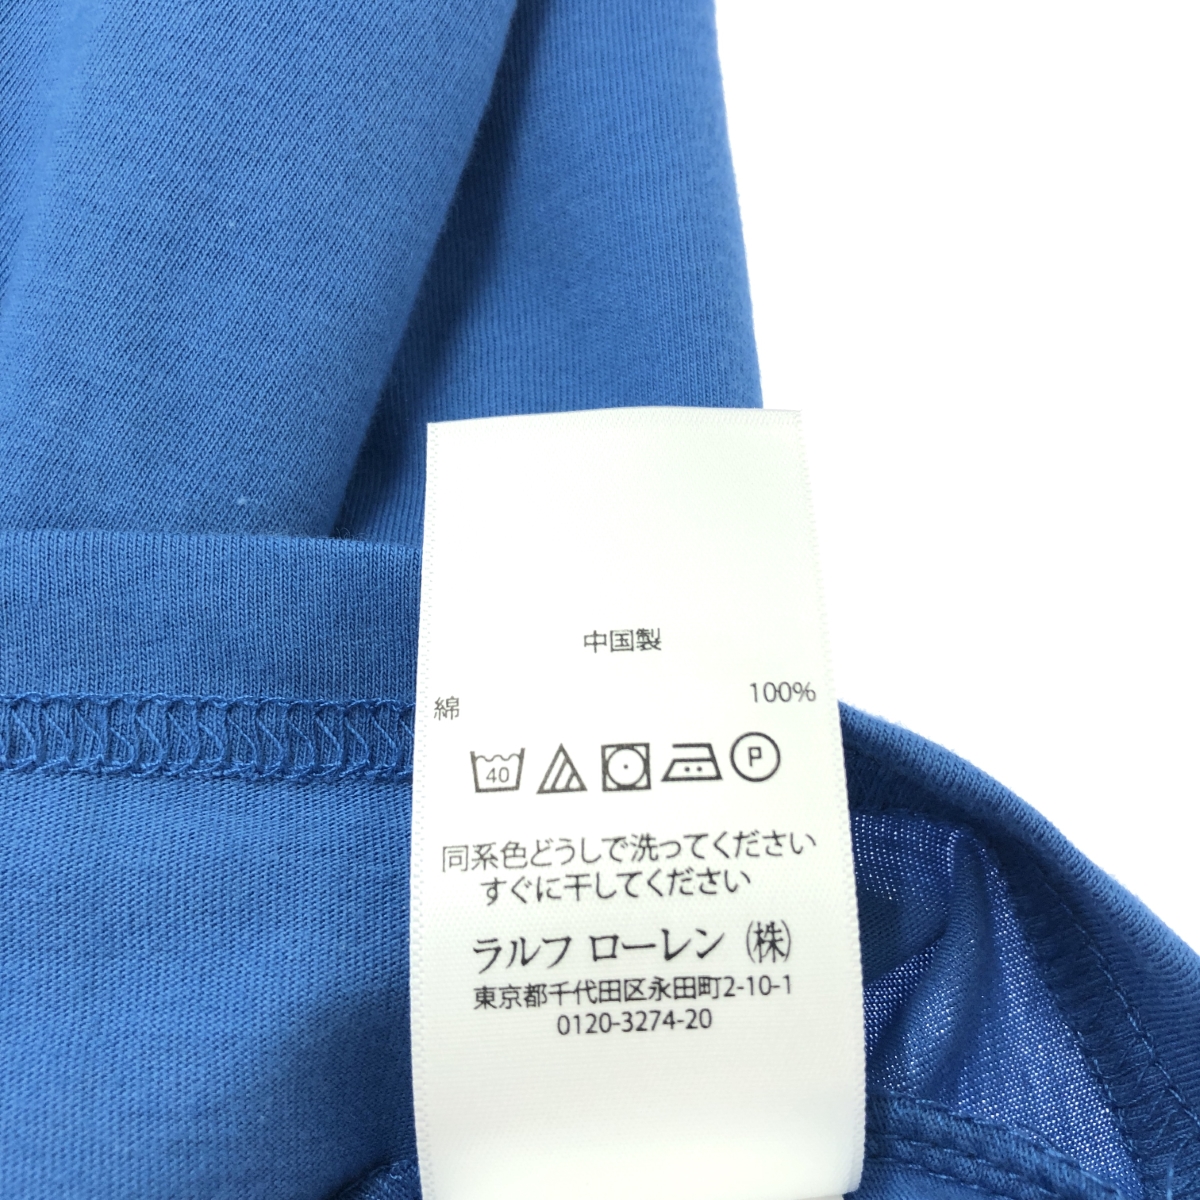 中国製
綿 100%
40 P
同系色どうしで洗ってください
すぐに干してください
ラルフ ローレン (株)
東京都千代田区永田町2-10-1
0120-3274-20